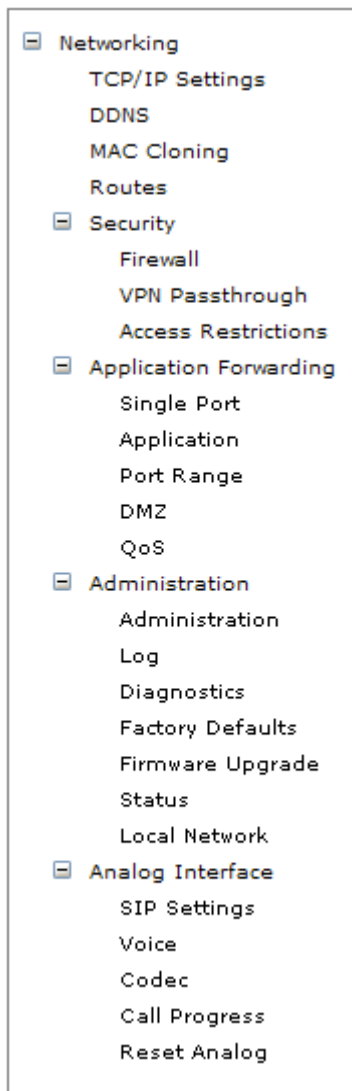 Networking
TCP/IP Settings
DDNS
MAC Cloning
Routes
Security
Firewall
VPN Passthrough
Access Restrictions
Application Forwarding
Single Port
Application
Port Range
DMZ
QoS
Administration
Administration
Log
Diagnostics
Factory Defaults
Firmware Upgrade
Status
Local Network
Analog Interface
SIP Settings
Voice
Codec
Call Progress
Reset Analog